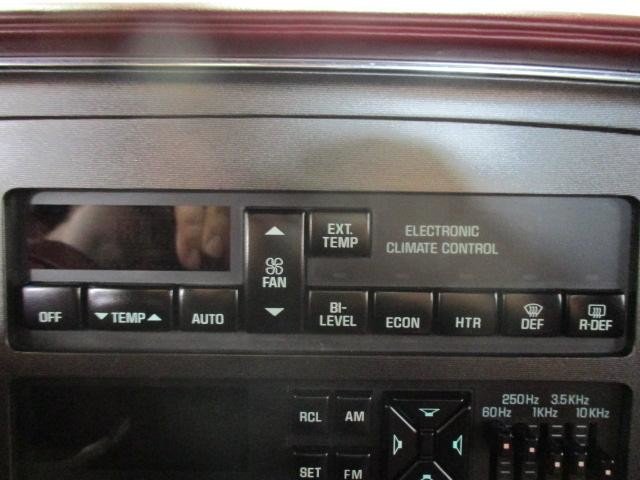 EXT.
TEMP
ELECTRONIC
CLIMATE CONTROL
FAN
OFF
TEMP
AUTO
BI-
LEVEL
ECON
HTR
DEF
R-DEF
RCL
AM
SET
FM
250Hz 3.5KHz
60Hz 1KHz 10KHz